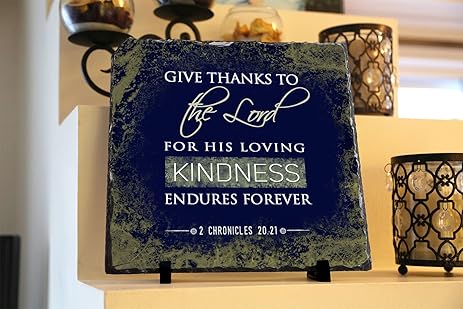 GIVE THANKS TO
the Lord
FOR HIS LOVING
KINDNESS
ENDURES FOREVER
2 CHRONICLES 20.21